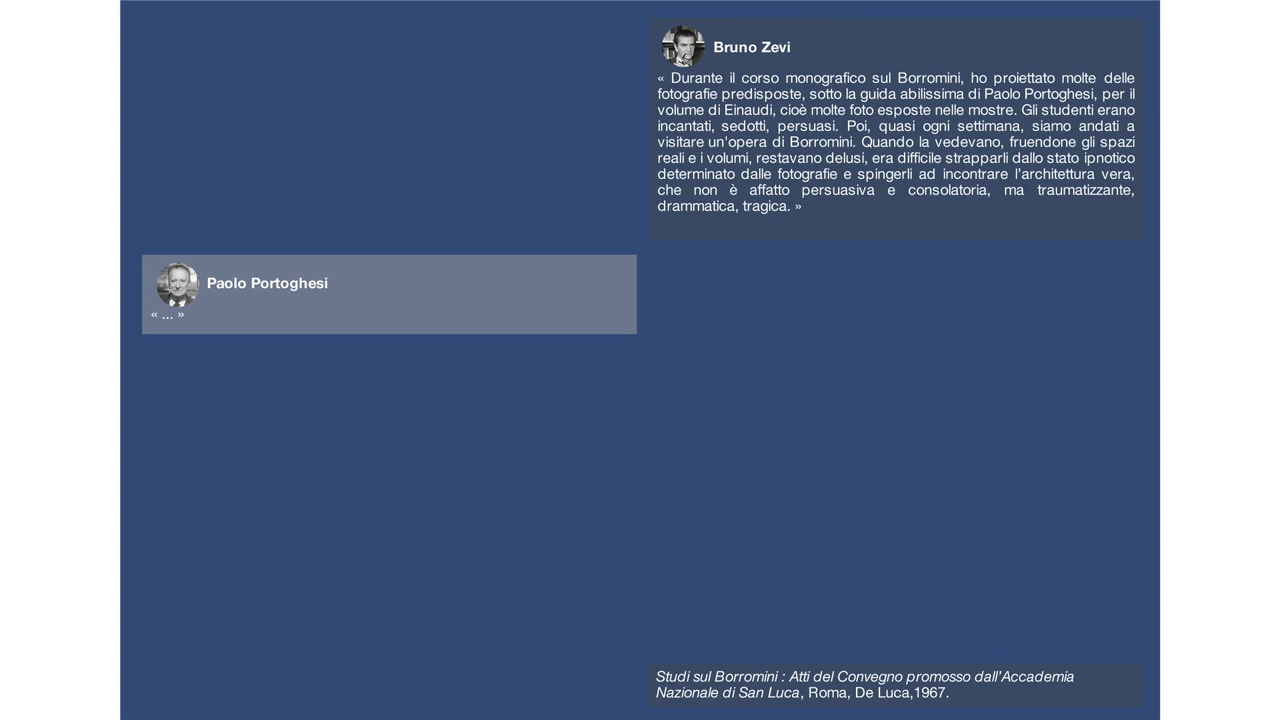 Bruno Zevi
« Durante il corso monografico sul Borromini, ho proiettato molte delle
fotografie predisposte, sotto la guida abilissima di Paolo Portoghesi, per il
volume di Einaudi, cioè molte foto esposte nelle mostre. Gli studenti erano
incantati, sedotti, persuasi. Poi, quasi ogni settimana, siamo andati a
visitare un'opera di Borromini. Quando la vedevano, fruendone gli spazi
reali e i volumi, restavano delusi, era difficile strapparli dallo stato ipnotico
determinato dalle fotografie e spingerli ad incontrare l’architettura vera,
che non è affatto persuasiva e consolatoria, ma traumatizzante,
drammatica, tragica. »
Paolo Portoghesi
« ... »
Studi sul Borromini : Atti del Convegno promosso dall’Accademia
Nazionale di San Luca, Roma, De Luca,1967.